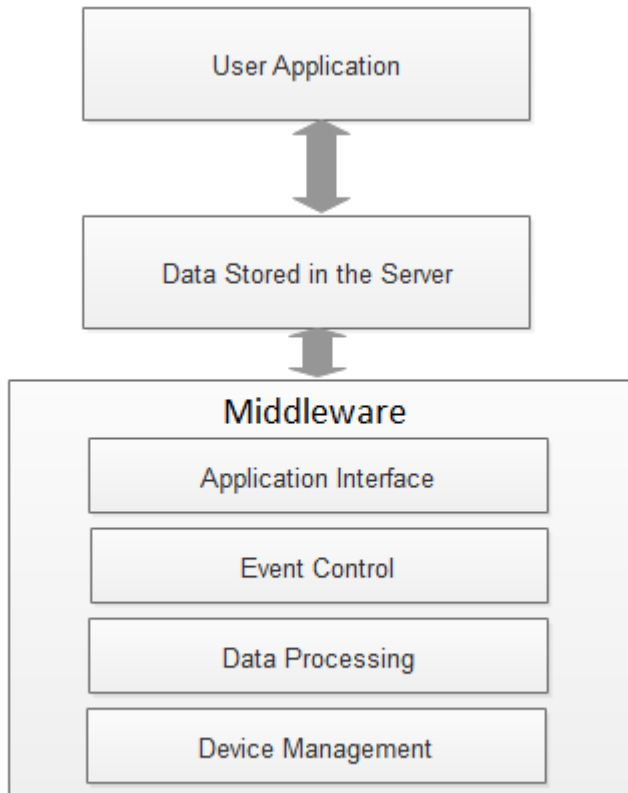 User Application
Data Stored in the Server
Middleware
Application Interface
Event Control
Data Processing
Device Management